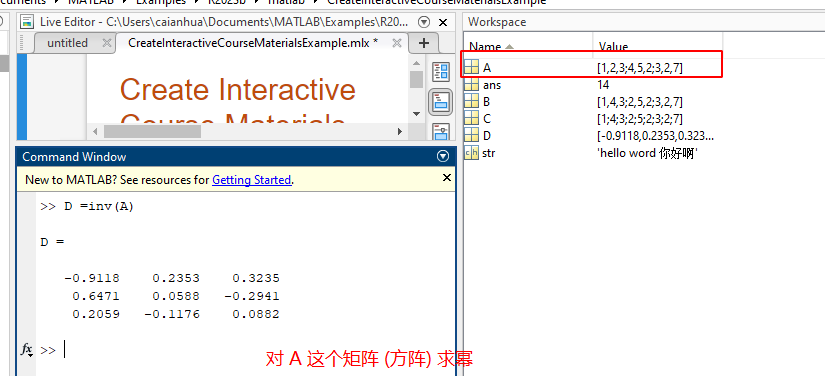 cuments > MATLAB > Examples > R2023b > matlab > CreateInteractiveCourseMaterialsExample
Live Editor - C:\Users\caianhua\Documents\MATLAB\Examples\R2
untitled
CreateInteractiveCourseMaterialsExample.mlx *
Create Interactive
Course Materials
Command Window
New to MATLAB? See resources for Getting Started.
>> D =inv(A)
D =
-0.9118 0.2353 0.3235
0.6471 0.0588 -0.2941
0.2059 -0.1176 0.0882
fx >>
对 A 这个矩阵 (方阵) 求幂
Workspace
Name Value
A [1,2,3;4,5,2;3,2,7]
ans 14
B [1,4,3;2,5,2;3,2,7]
C [1;4;3;2;5;2;3;2;7]
D [-0.9118,0.2353,0.323...
str 'hello word 你好啊'